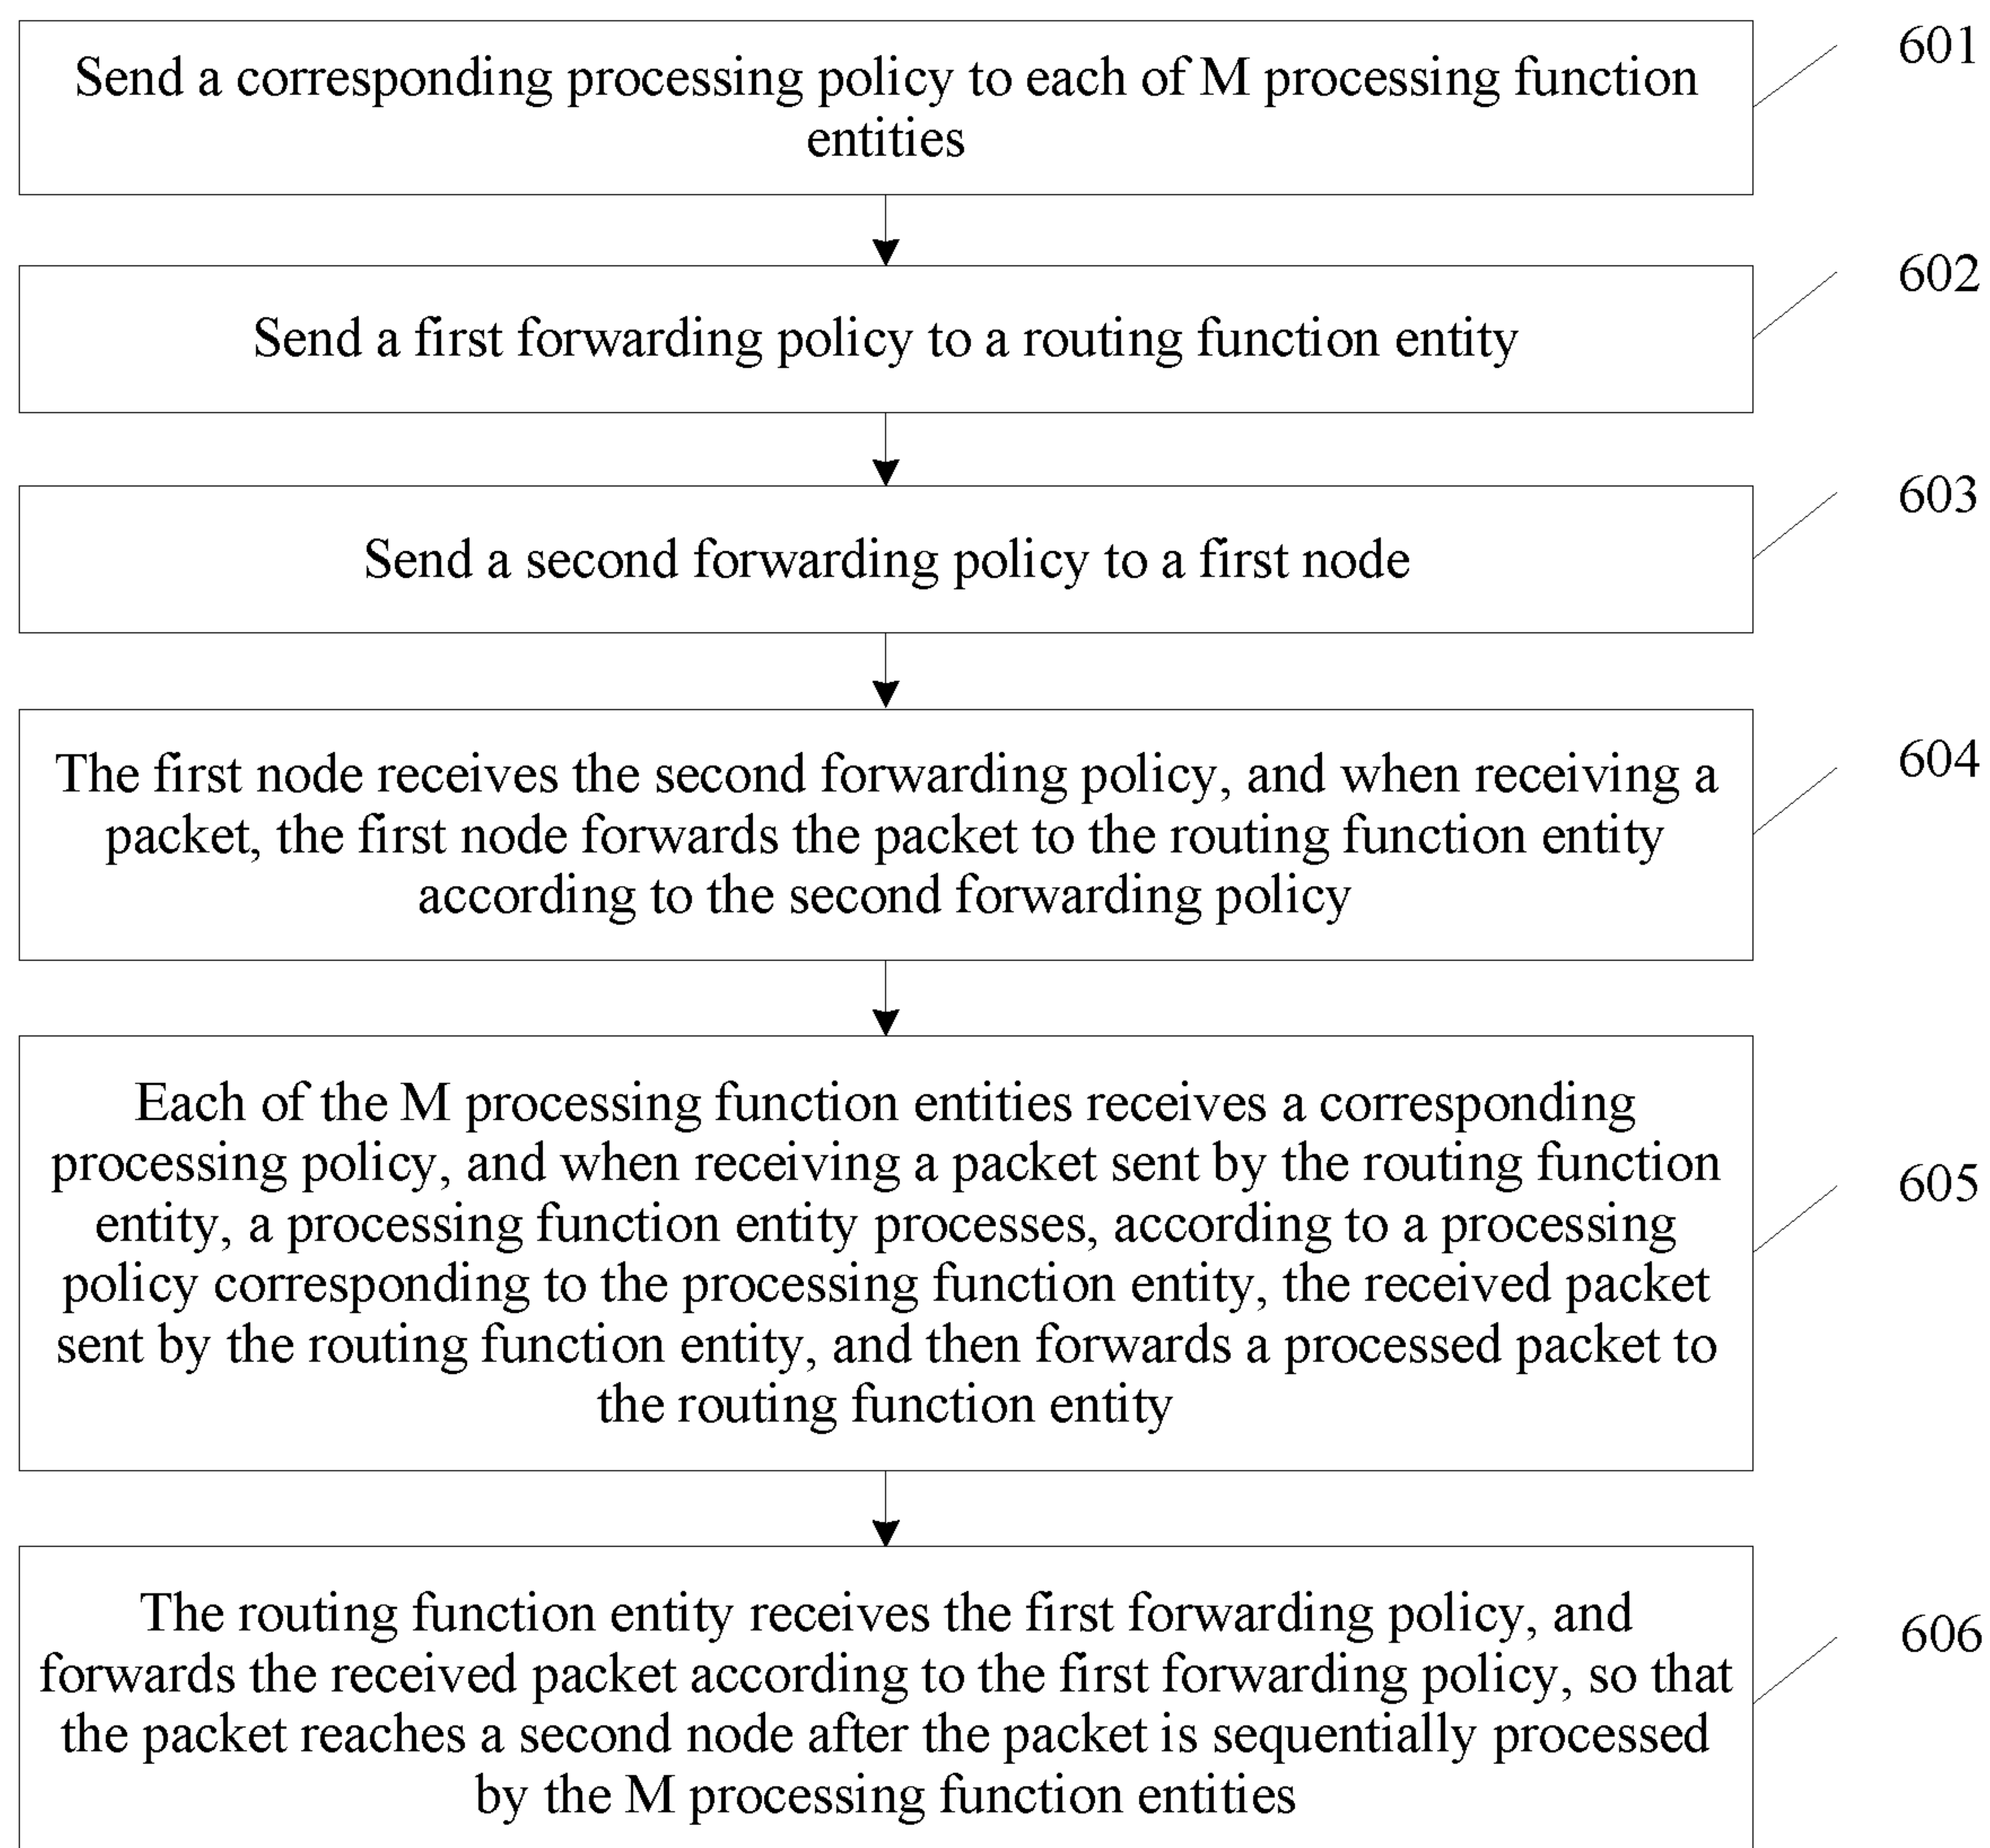 Send a corresponding processing policy to each of M processing function
entities
601
Send a first forwarding policy to a routing function entity
602
Send a second forwarding policy to a first node
603
The first node receives the second forwarding policy, and when receiving a
packet, the first node forwards the packet to the routing function entity
according to the second forwarding policy
604
Each of the M processing function entities receives a corresponding
processing policy, and when receiving a packet sent by the routing function
entity, a processing function entity processes, according to a processing
policy corresponding to the processing function entity, the received packet
sent by the routing function entity, and then forwards a processed packet to
the routing function entity
605
The routing function entity receives the first forwarding policy, and
forwards the received packet according to the first forwarding policy, so that
the packet reaches a second node after the packet is sequentially processed
by the M processing function entities
606